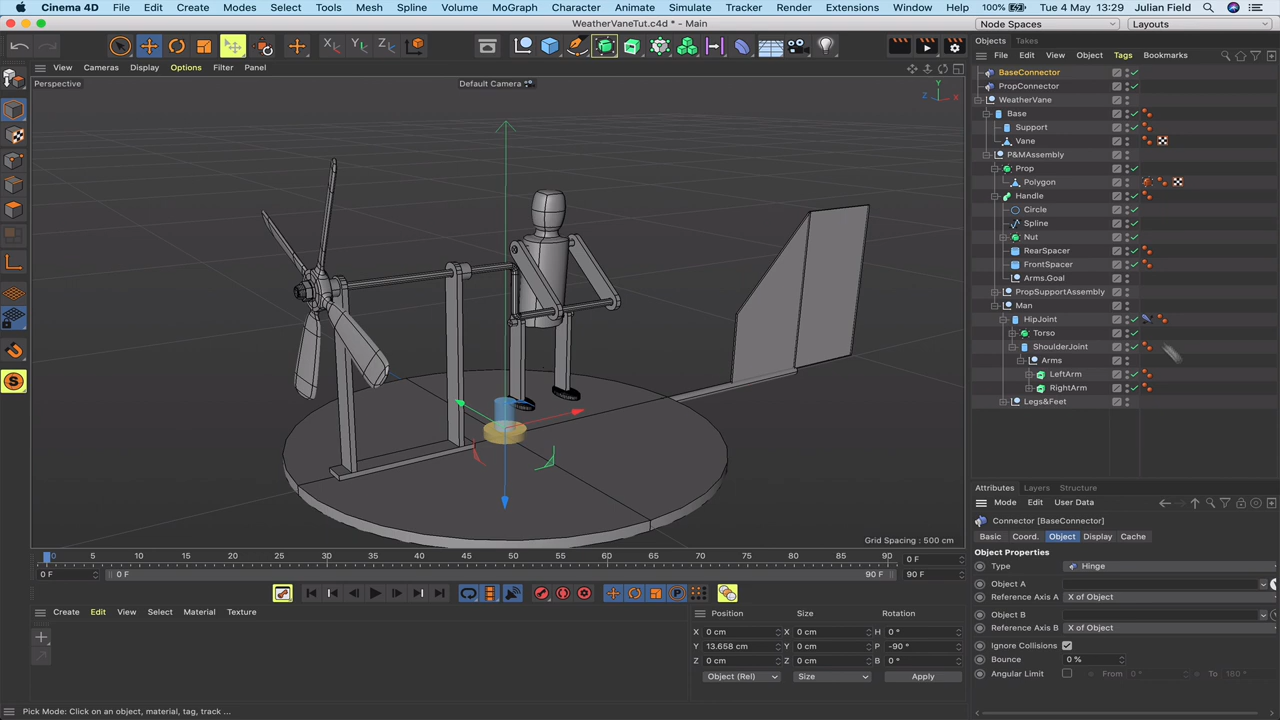 Cinema 4D File Edit Create Modes Select Tools Mesh Spline Volume MoGraph Character Animate Simulate Tracker Render Extensions Window Help 100% Tue 4 May 13:29 Julian Field
WeatherVaneTut.c4d * - Main
Node Spaces Layouts
X Y Z
Objects Takes
File Edit View Object Tags Bookmarks
View Cameras Display Options Filter Panel
Perspective
Default Camera
Y
Z X
BaseConnector
PropConnector
WeatherVane
Base
Support
Vane
P&MAssembly
Prop
Polygon
Handle
Circle
Spline
Nut
RearSpacer
FrontSpacer
Arms.Goal
PropSupportAssembly
Man
HipJoint
Torso
ShoulderJoint
Arms
LeftArm
RightArm
Legs&Feet
S
Grid Spacing : 500 cm
0 5 10 15 20 25 30 35 40 45 50 55 60 65 70 75 80 85 90 0 F
0 F 0 F 90 F 90 F
P
Create Edit View Select Material Texture
Position Size Rotation
X 0 cm X 0 cm H 0 °
Y 13.658 cm Y 0 cm P -90 °
Z 0 cm Z 0 cm B 0 °
Object (Rel) Size Apply
Attributes Layers Structure
Mode Edit User Data
Connector [BaseConnector]
Basic Coord. Object Display Cache
Object Properties
Type Hinge
Object A
Reference Axis A X of Object
Object B
Reference Axis B X of Object
Ignore Collisions
Bounce 0 %
Angular Limit From 0 ° To 180 °
Pick Mode: Click on an object, material, tag, track ...